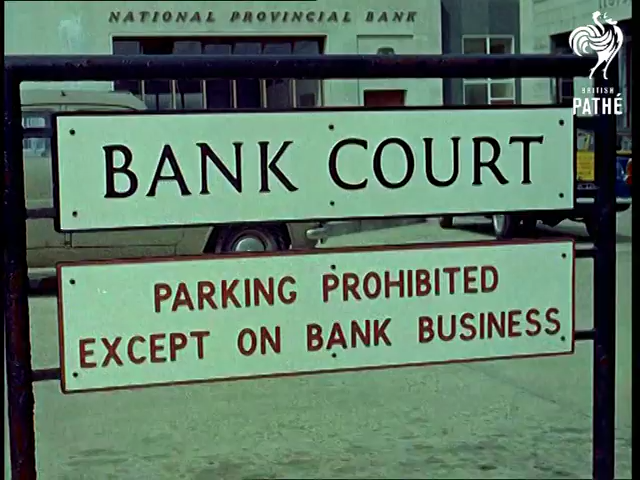 NATIONAL PROVINCIAL BANK
BRITISH
PATHÉ
BANK COURT
PARKING PROHIBITED
EXCEPT ON BANK BUSINESS